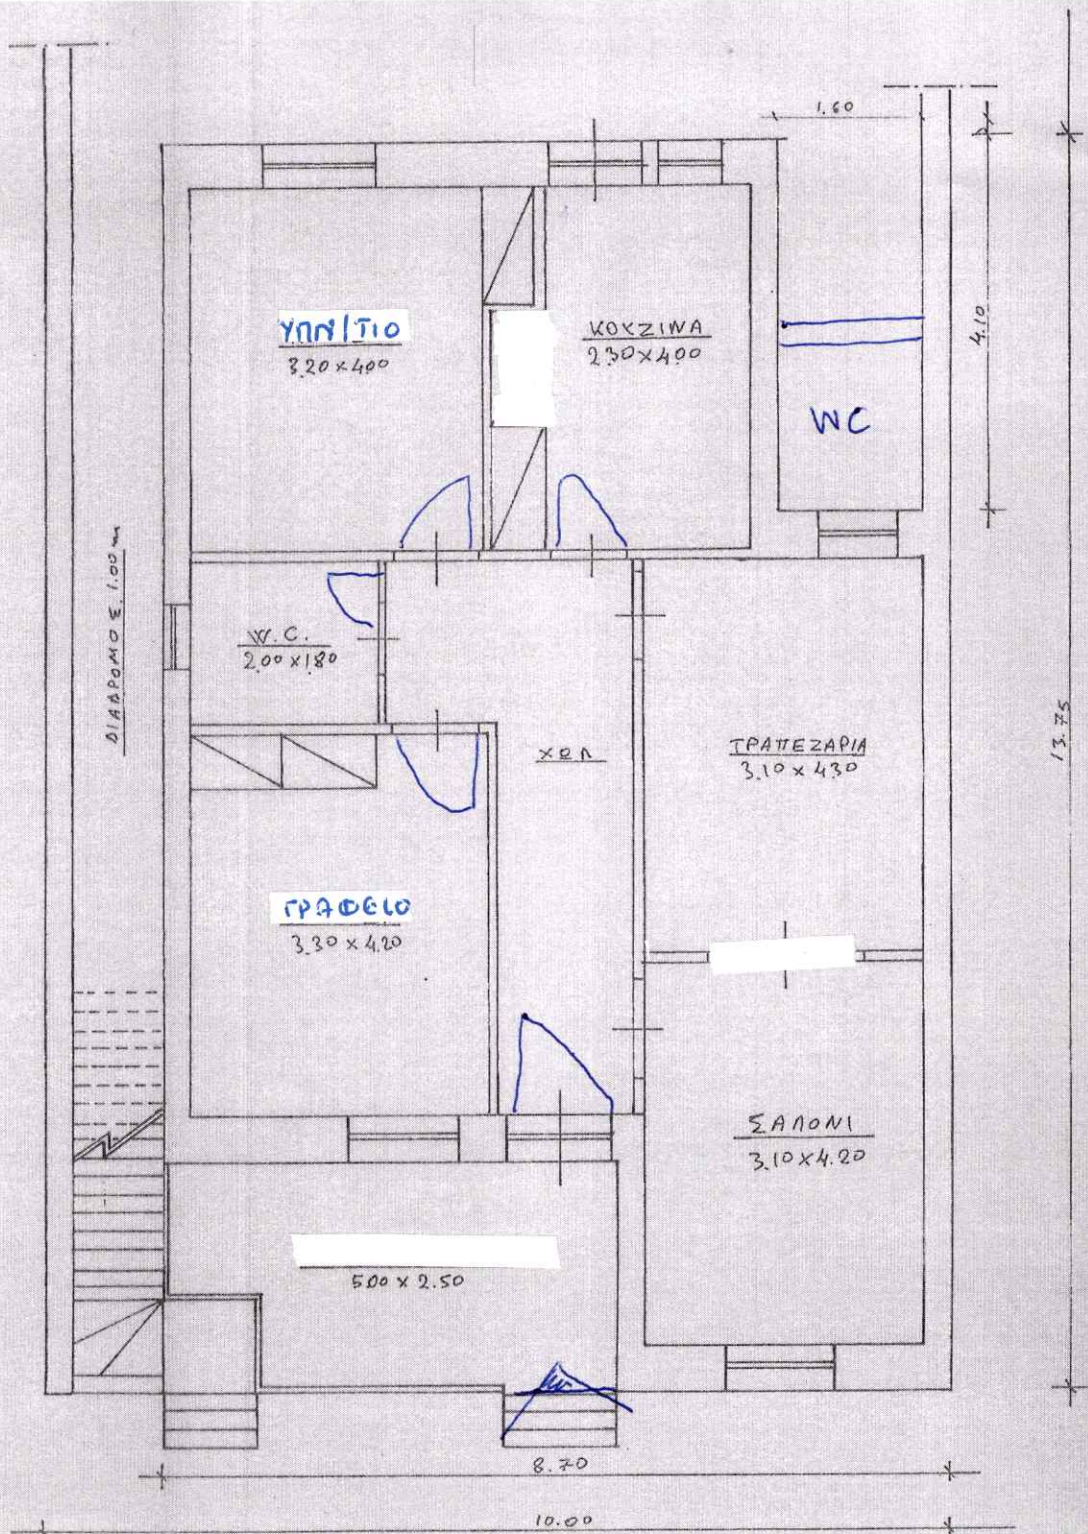 1.60
ΥΠΝ/ΤΙΟ
3.20 x 4.00
ΚΟΥΖΙΝΑ
2.30 x 4.00
4.10
WC
ΔΙΑΔΡΟΜΟΣ 1.00 m
W.C.
2.00 x 1.80
ΧΩΛ
ΤΡΑΠΕΖΑΡΙΑ
3.10 x 4.30
13.75
ΓΡΑΦΕΙΟ
3.30 x 4.20
ΣΑΛΟΝΙ
3.10 x 4.20
5.00 x 2.50
8.70
10.00